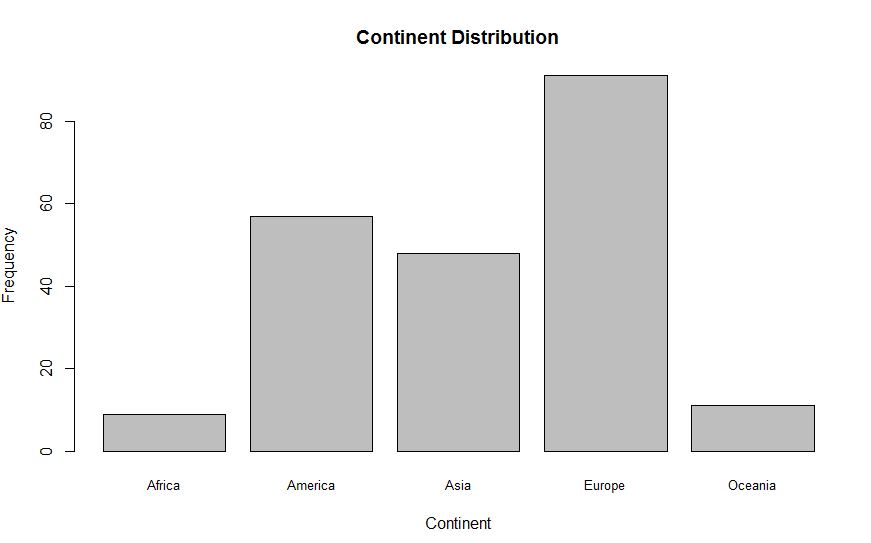 Continent Distribution
80
60
40
20
0
Frequency
Africa America Asia Europe Oceania
Continent